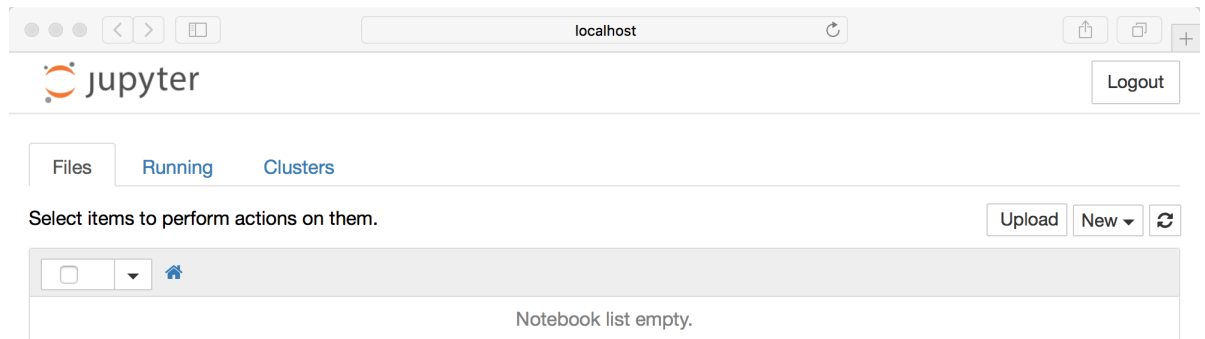 localhost
jupyter
Logout
Files Running Clusters
Select items to perform actions on them.
Upload New
Notebook list empty.